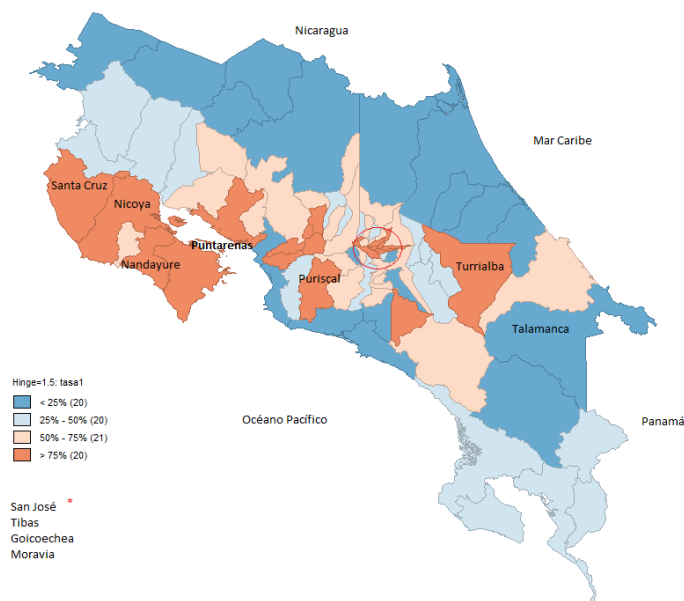 Nicaragua
Mar Caribe
Santa Cruz
Nicoya
Puntarenas
Nandayure
Puriscal
Turrialba
Talamanca
Hinge=1.5: tasa1
< 25% (20)
25% - 50% (20)
50% - 75% (21)
> 75% (20)
Océano Pacífico
Panamá
San José *
Tibas
Goicoechea
Moravia